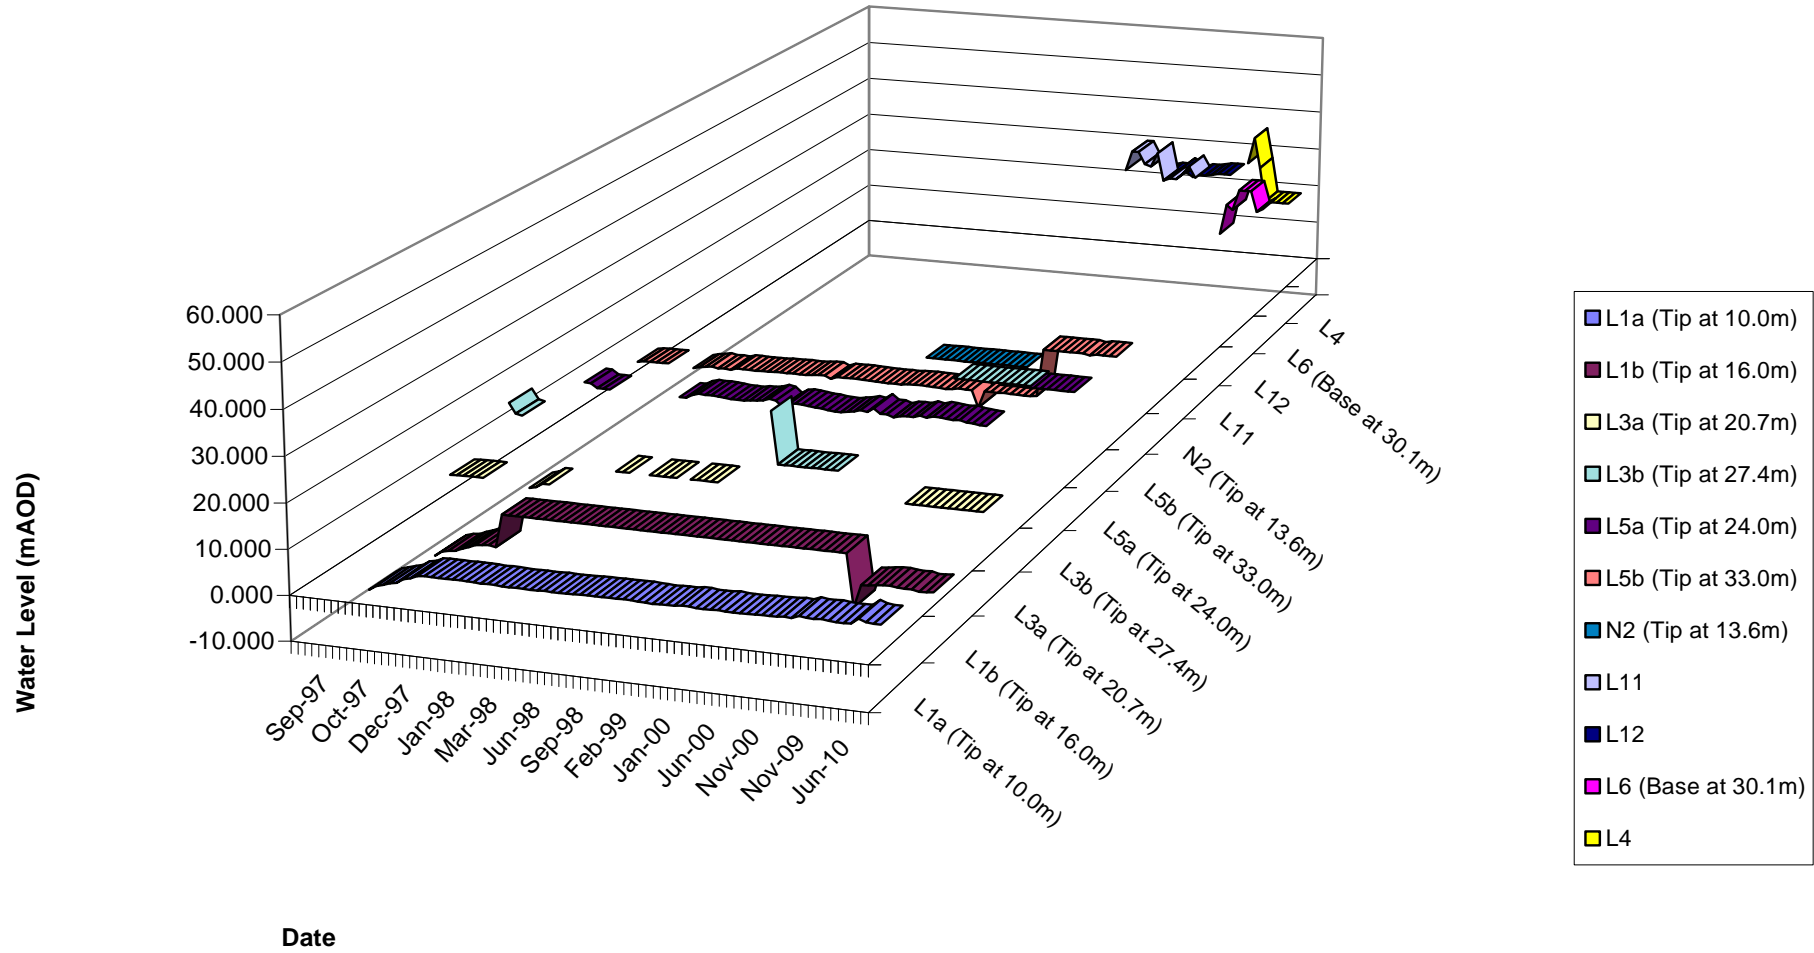 60.000
50.000
40.000
30.000
20.000
10.000
0.000
-10.000
Water Level (mAOD)
Sep-97
Oct-97
Dec-97
Jan-98
Mar-98
Jun-98
Sep-98
Feb-99
Jan-00
Jun-00
Nov-00
Nov-09
Jun-10
Date
L1a (Tip at 10.0m)
L1b (Tip at 16.0m)
L3a (Tip at 20.7m)
L3b (Tip at 27.4m)
L5a (Tip at 24.0m)
L5b (Tip at 33.0m)
N2 (Tip at 13.6m)
L11
L12
L6 (Base at 30.1m)
L4
L1a (Tip at 10.0m)
L1b (Tip at 16.0m)
L3a (Tip at 20.7m)
L3b (Tip at 27.4m)
L5a (Tip at 24.0m)
L5b (Tip at 33.0m)
N2 (Tip at 13.6m)
L11
L12
L6 (Base at 30.1m)
L4